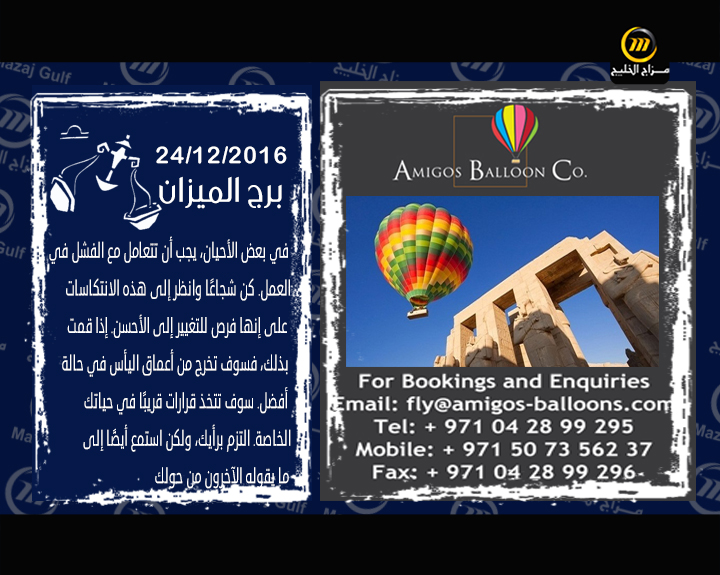 مزاج الخليج
24/12/2016
برج الميزان
في بعض الأحيان، يجب أن تتعامل مع الفشل في
العمل. كن شجاعًا وانظر إلى هذه الانتكاسات
على إنها فرص للتغيير إلى الأحسن. إذا قمت
بذلك، فسوف تخرج من أعماق اليأس في حالة
أفضل. سوف تتخذ قرارات قريبًا في حياتك
الخاصة. التزم برأيك، ولكن استمع أيضًا إلى
ما يقوله الآخرون من حولك
AMIGOS BALLOON CO.
For Bookings and Enquiries
Email: fly@amigos-balloons.com
Tel: + 971 04 28 99 295
Mobile: + 971 50 73 562 37
Fax: + 971 04 28 99 296
Mazaj Gulf